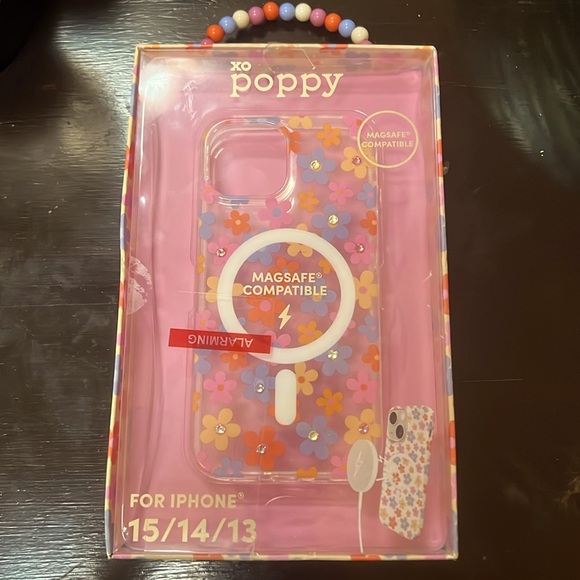 xo
poppy
MAGSAFE®
COMPATIBLE
MAGSAFE®
COMPATIBLE
ALARMING
FOR IPHONE®
15/14/13